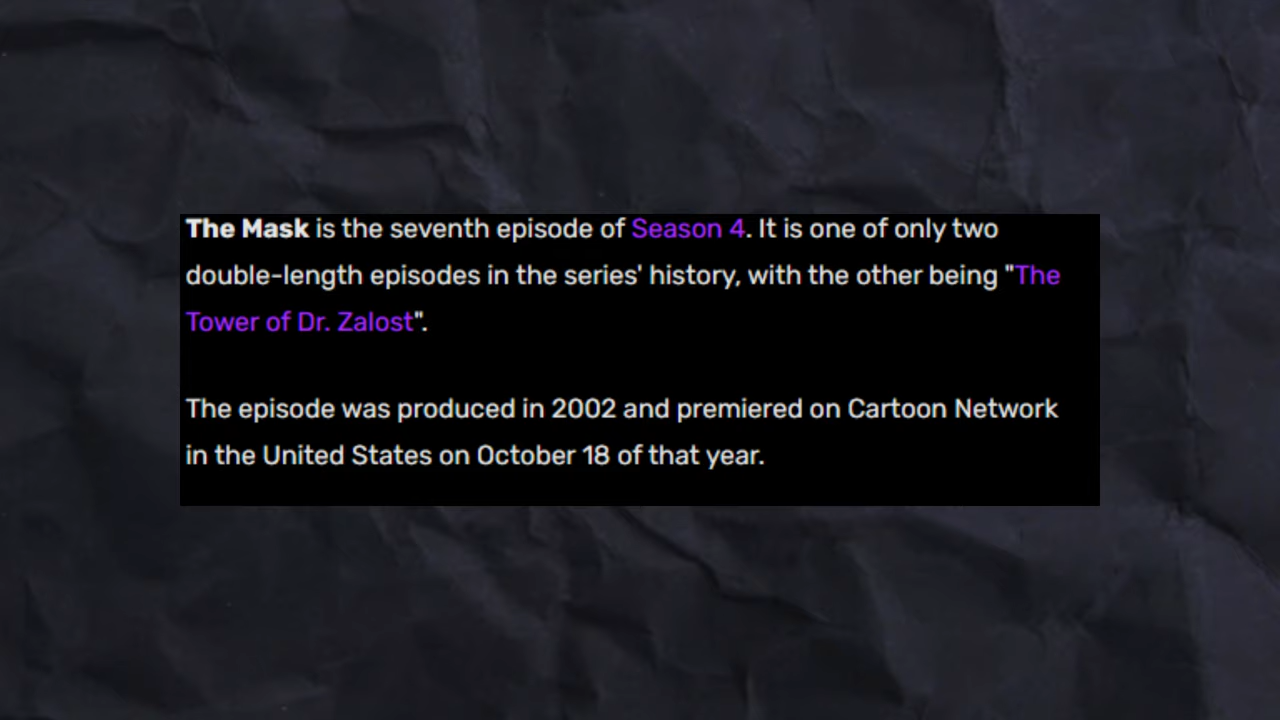 The Mask is the seventh episode of Season 4. It is one of only two
double-length episodes in the series' history, with the other being "The
Tower of Dr. Zalost".
The episode was produced in 2002 and premiered on Cartoon Network
in the United States on October 18 of that year.